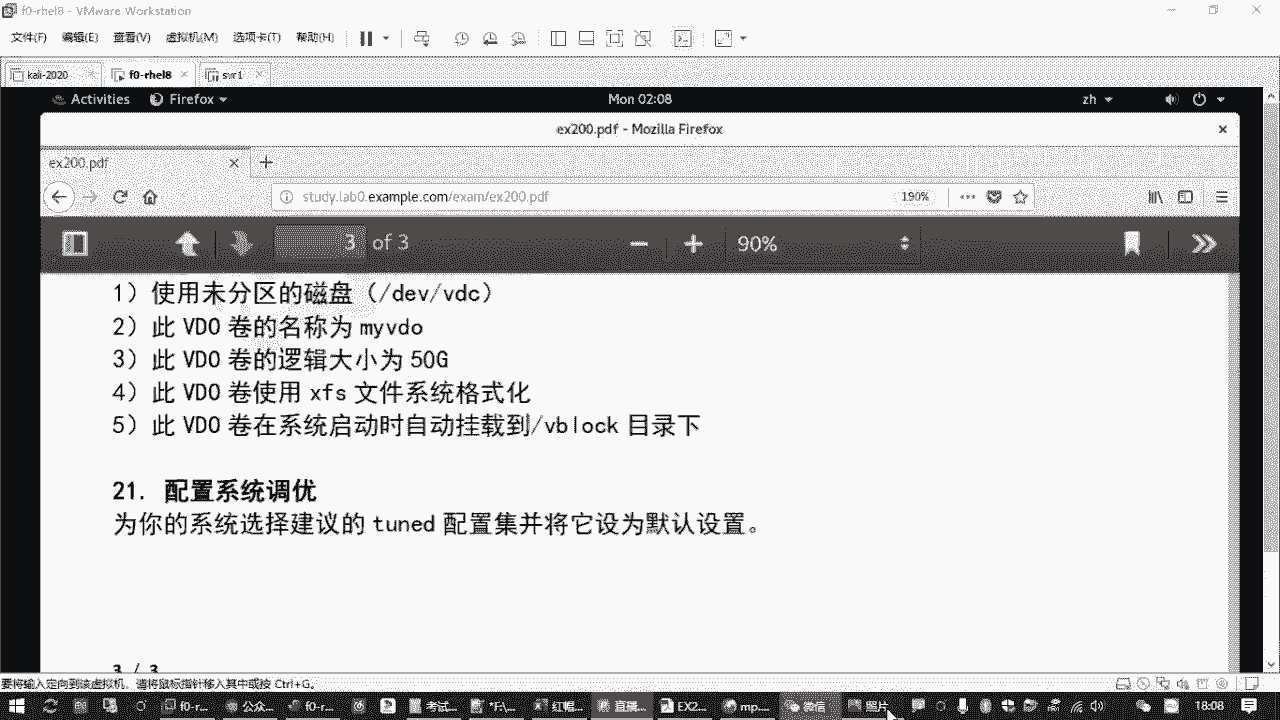 f0-rhel8 - VMware Workstation
文件(F) 编辑(E) 查看(V) 虚拟机(M) 选项卡(T) 帮助(H)
kali-2020 f0-rhel8 svr1
Activities Firefox Mon 02:08 zh
ex200.pdf - Mozilla Firefox
ex200.pdf
study.lab0.example.com/exam/ex200.pdf 190%
3 of 3 90%
1）使用未分区的磁盘（/dev/vdc）
2）此 VDO 卷的名称为 myvdo
3）此 VDO 卷的逻辑大小为 50G
4）此 VDO 卷使用 xfs 文件系统格式化
5）此 VDO 卷在系统启动时自动挂载到/vblock 目录下
21. 配置系统调优
为你的系统选择建议的 tuned 配置集并将它设为默认设置。
3 / 3
要将输入定向到该虚拟机，请将鼠标指针移入其中或按 Ctrl+G。
f0-r... 公众... f0-r... 考试... 红帽... 直播... EX2... mp... 微信 照片 18:08